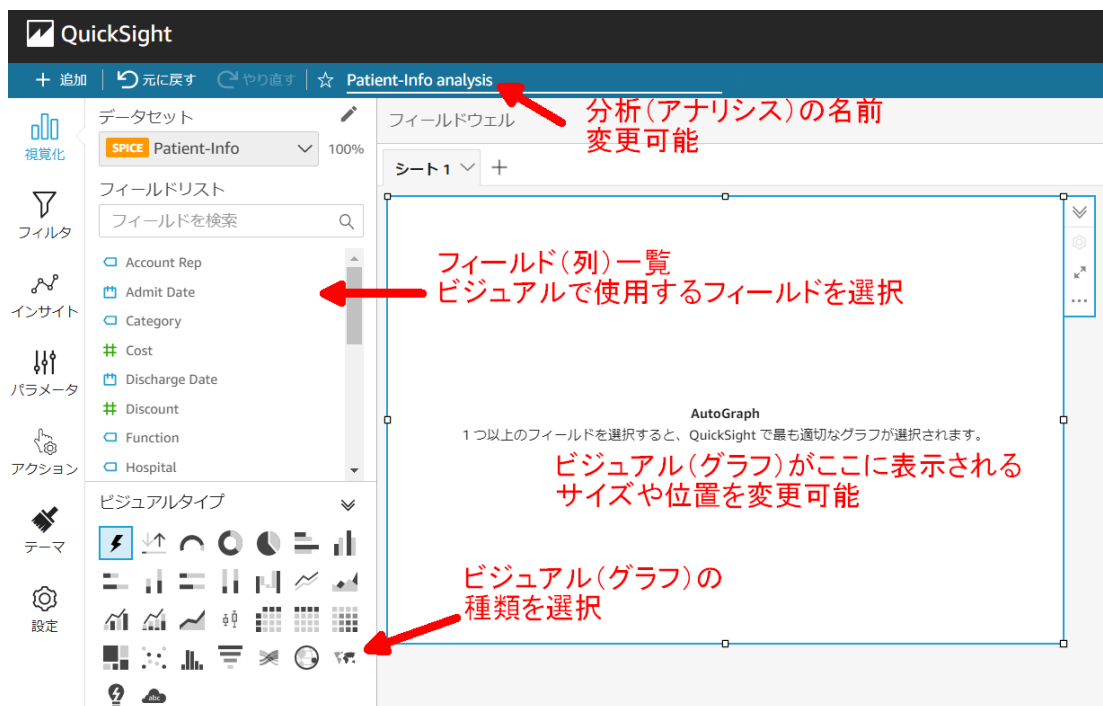 QuickSight
追加 元に戻す やり直す Patient-Info analysis
分析(アナリシス)の名前
変更可能
視覚化
フィルタ
インサイト
パラメータ
アクション
テーマ
設定
データセット
SPICE Patient-Info 100%
フィールドリスト
フィールドを検索
Account Rep
Admit Date
Category
Cost
Discharge Date
Discount
Function
Hospital
ビジュアルタイプ
abc
フィールドウェル
シート 1
フィールド(列)一覧
ビジュアルで使用するフィールドを選択
AutoGraph
1 つ以上のフィールドを選択すると、QuickSight で最も適切なグラフが選択されます。
ビジュアル(グラフ)がここに表示される
サイズや位置を変更可能
ビジュアル(グラフ)の
種類を選択